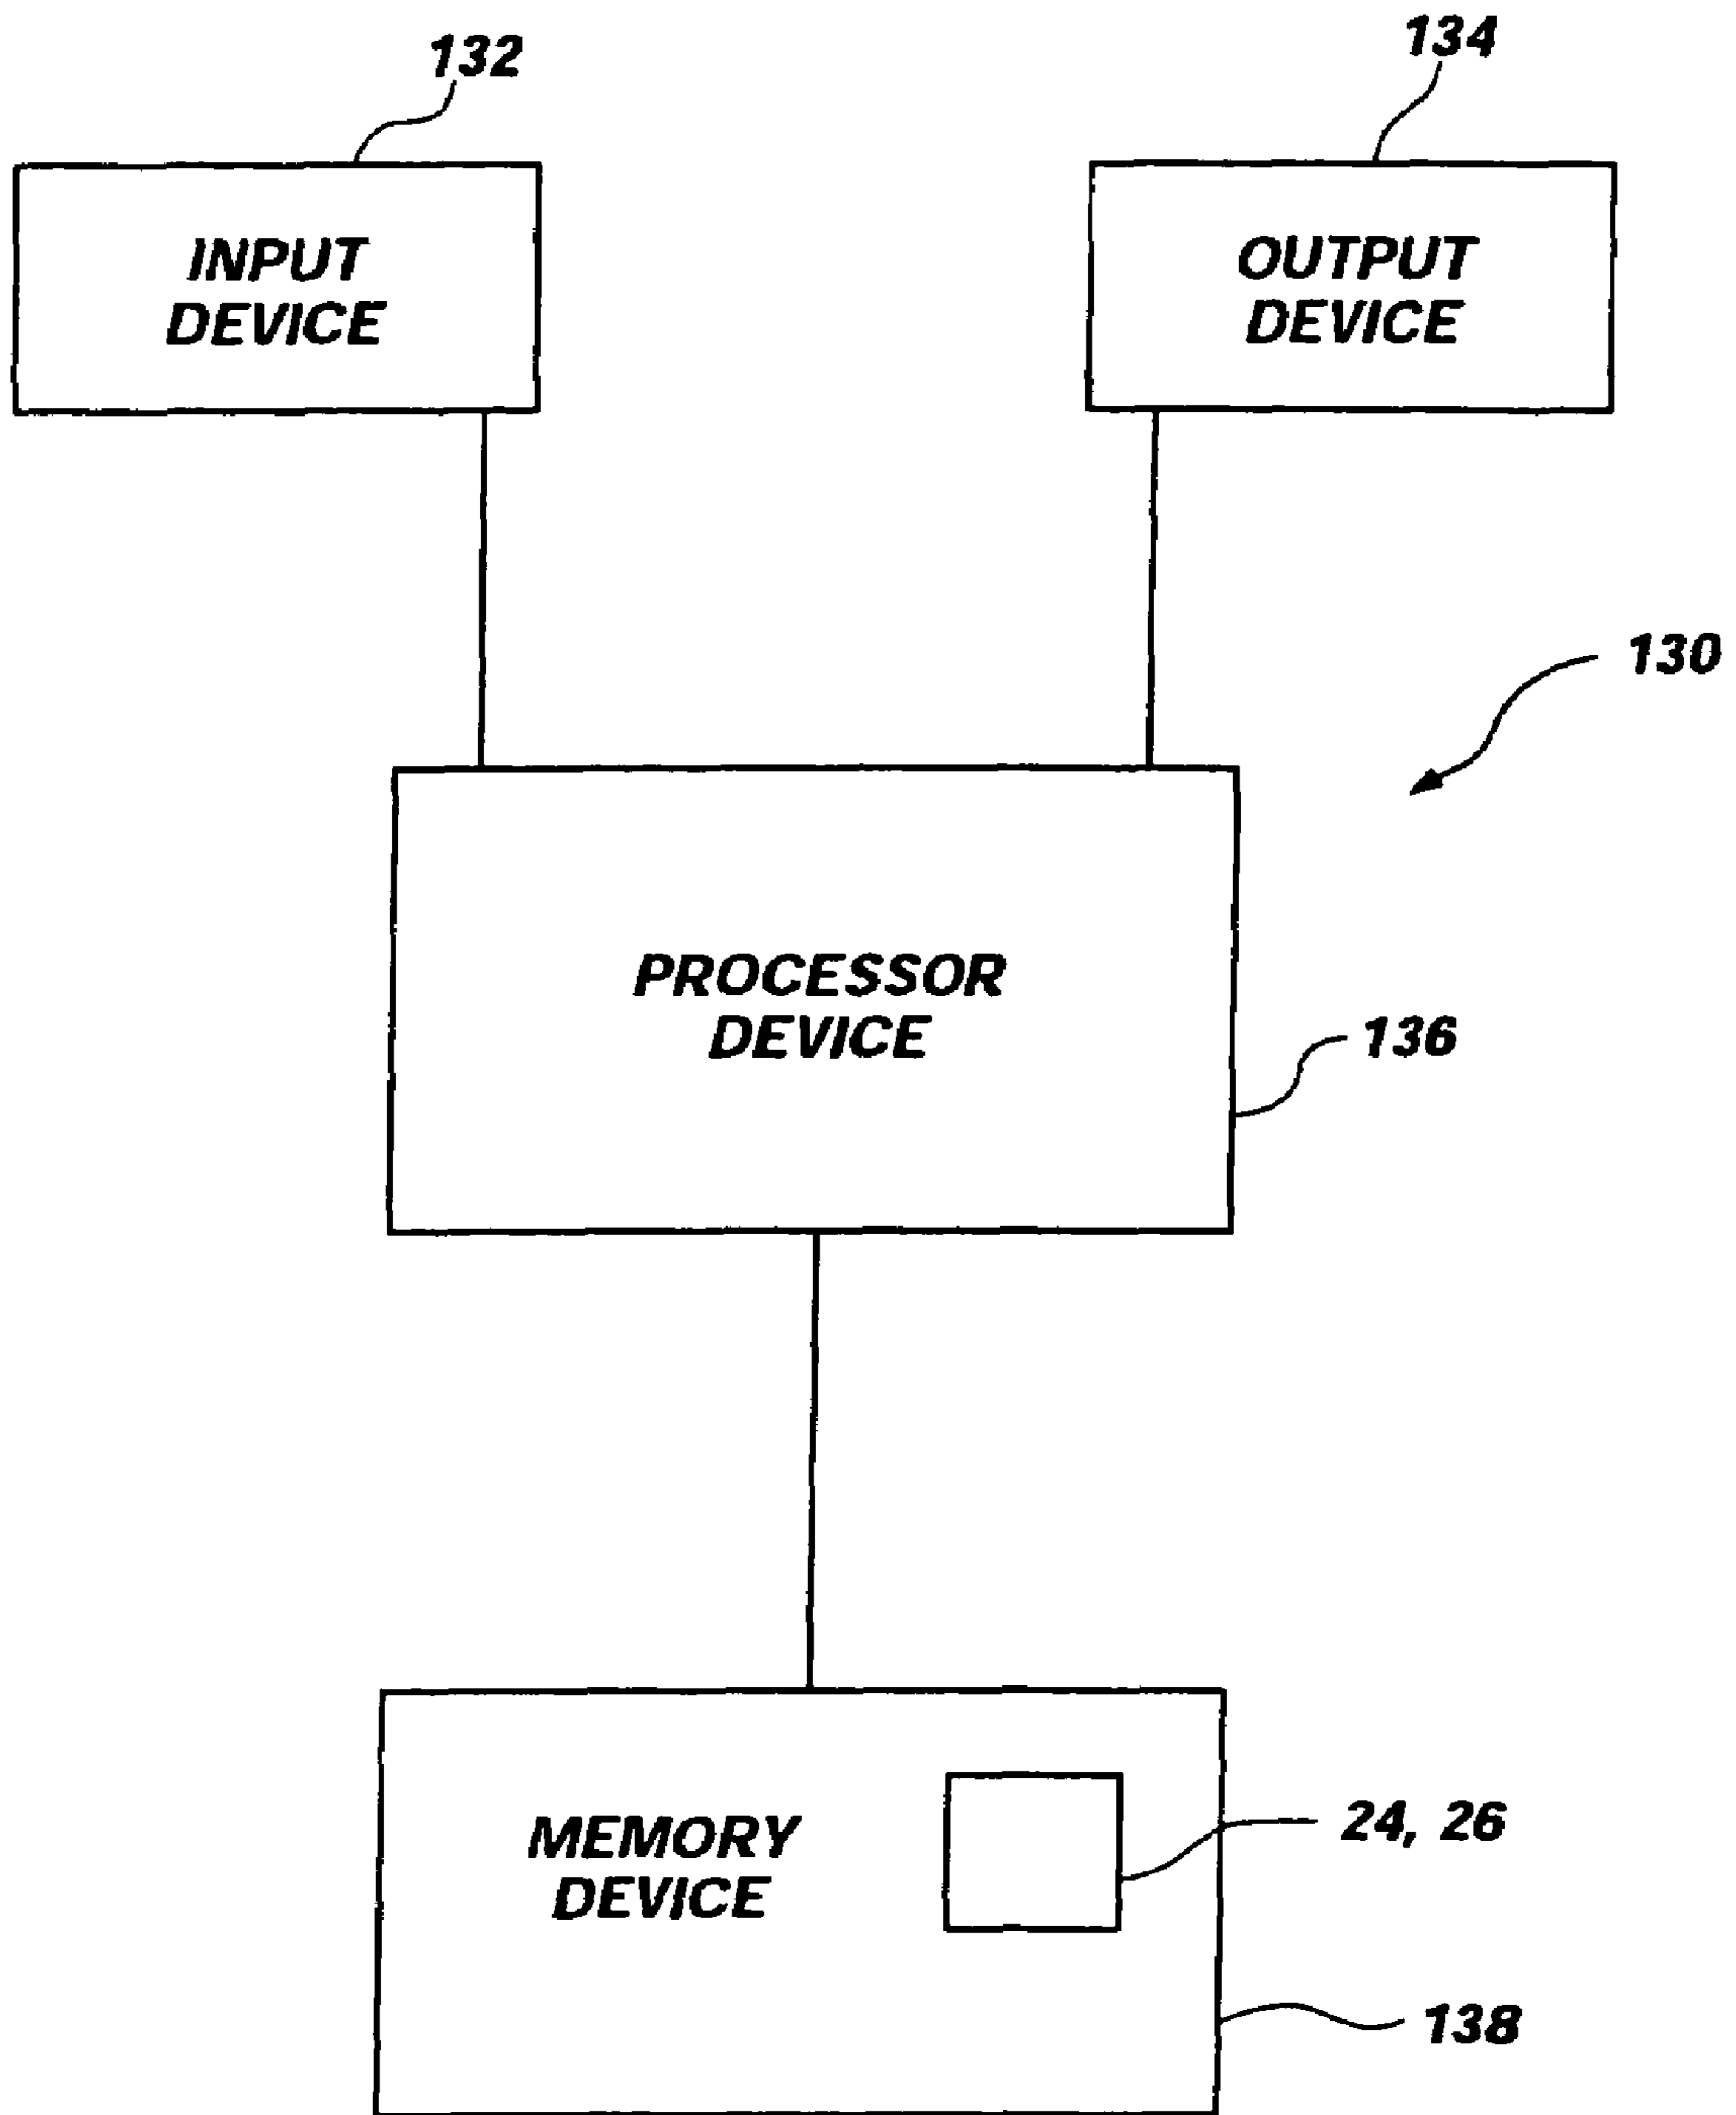 132
134
INPUT
DEVICE
OUTPUT
DEVICE
130
PROCESSOR
DEVICE
136
MEMORY
DEVICE
24, 26
138